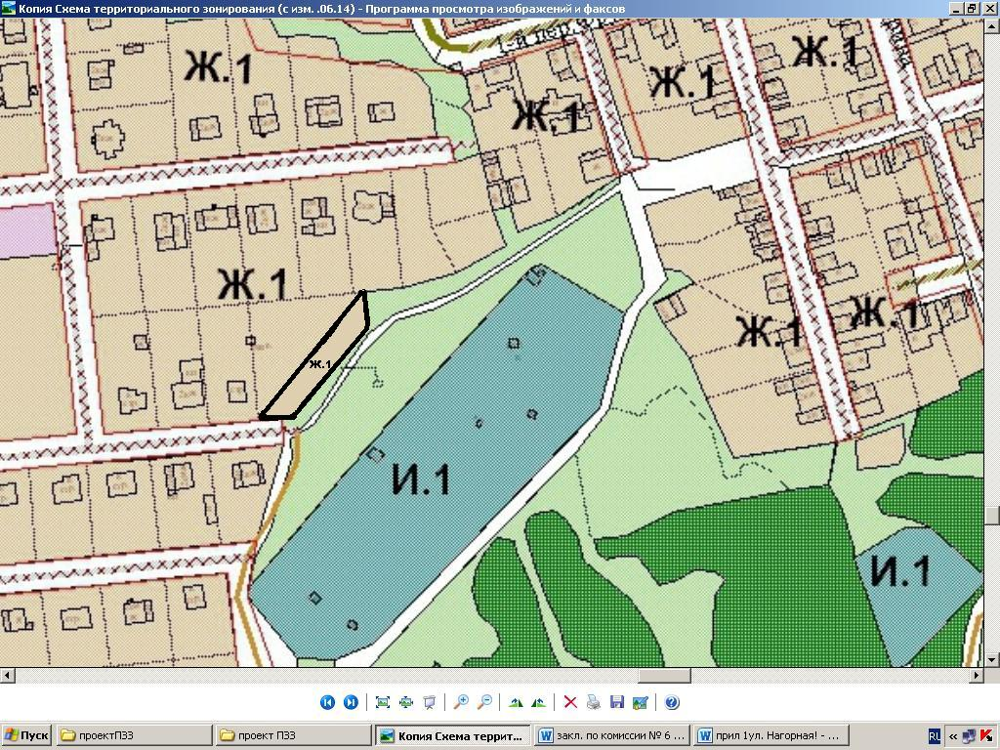 Копия Схема территориального зонирования (с изм. .06.14) - Программа просмотра изображений и факсов
Ж.1
Ж.1
Ж.1
Ж.1
Ж.1
Ж.1
Ж.1
Ж.1
И.1
И.1
Пуск
проектПЗЗ
проект ПЗЗ
Копия Схема террит...
закл. по комиссии № 6 ...
прил 1ул. Нагорная! - ...
RU
«